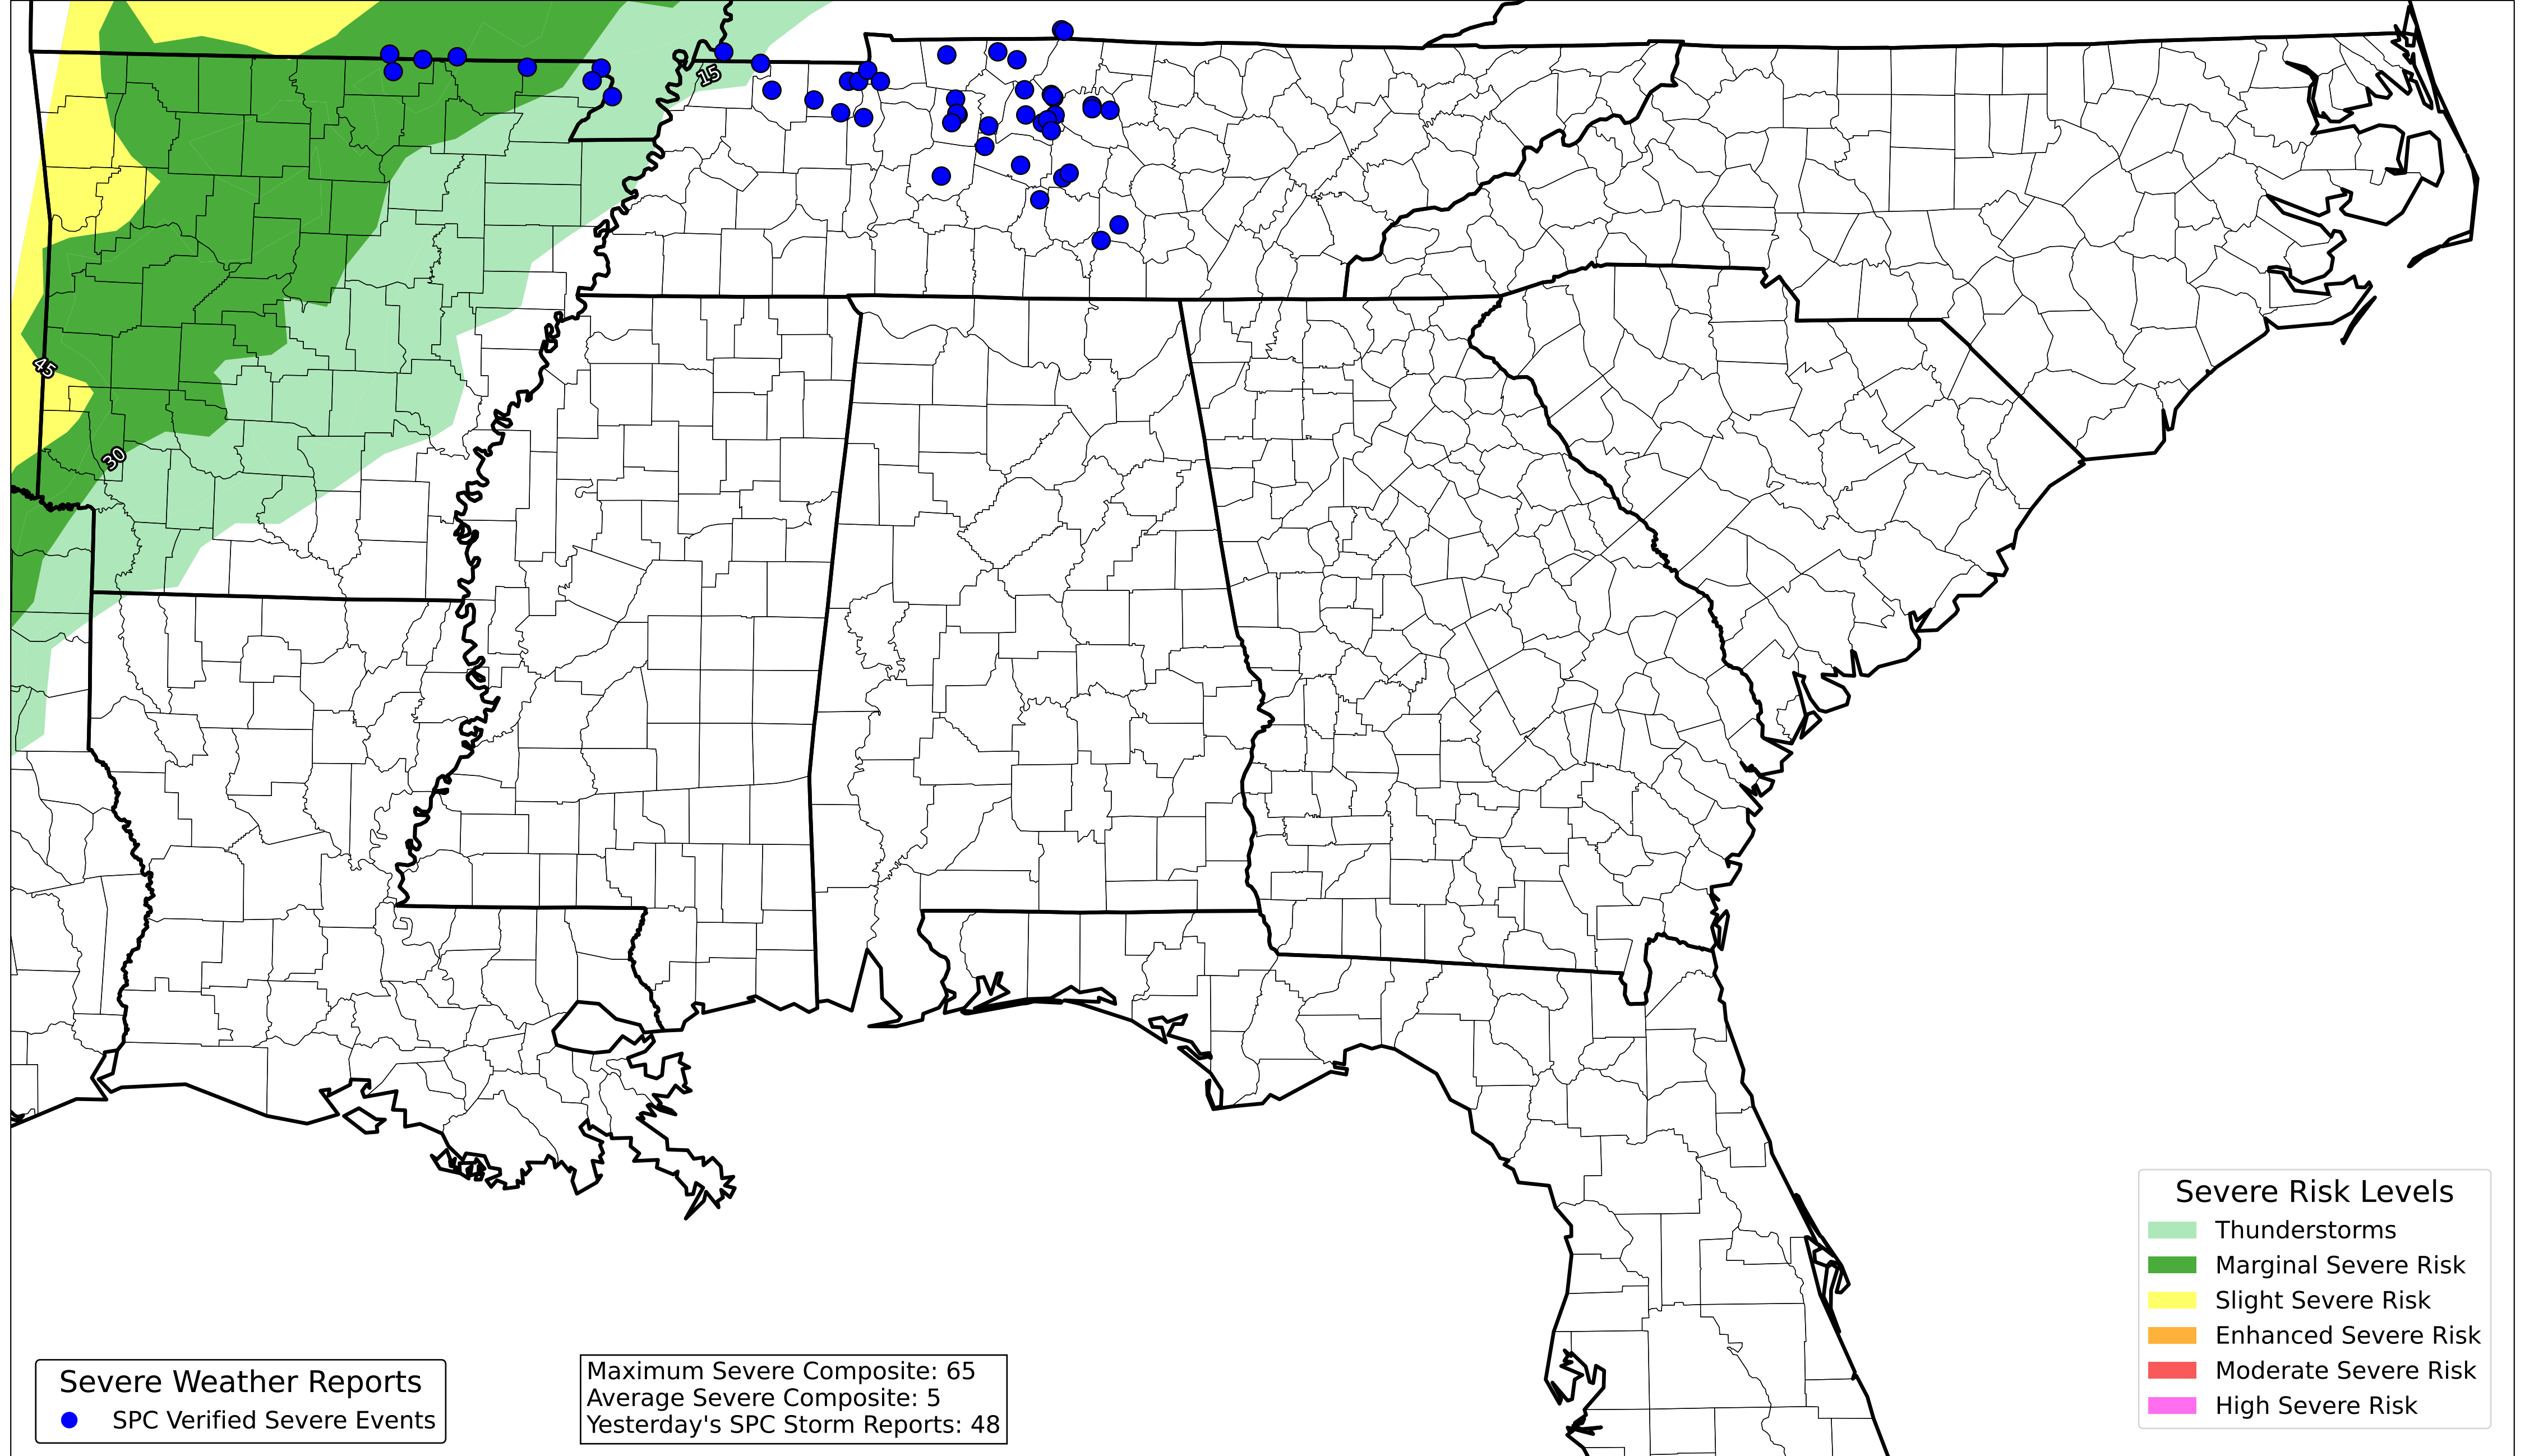 15
45
30
Severe Risk Levels
Thunderstorms
Marginal Severe Risk
Slight Severe Risk
Enhanced Severe Risk
Moderate Severe Risk
High Severe Risk
Severe Weather Reports
SPC Verified Severe Events
Maximum Severe Composite: 65
Average Severe Composite: 5
Yesterday's SPC Storm Reports: 48